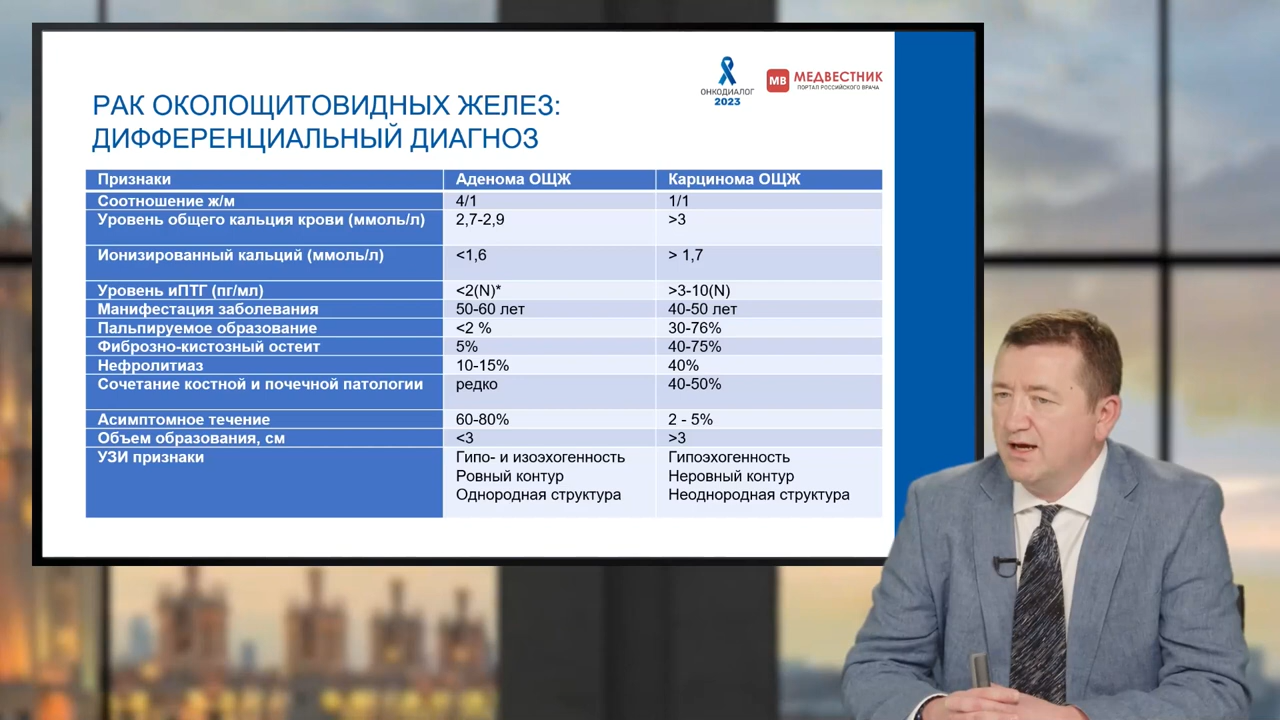 ОНКОДИАЛОГ
2023
МВ МЕДВЕСТНИК
ПОРТАЛ РОССИЙСКОГО ВРАЧА
РАК ОКОЛОЩИТОВИДНЫХ ЖЕЛЕЗ:
ДИФФЕРЕНЦИАЛЬНЫЙ ДИАГНОЗ
Признаки Аденома ОЩЖ Карцинома ОЩЖ
Соотношение ж/м 4/1 1/1
Уровень общего кальция крови (ммоль/л) 2,7-2,9 >3
Ионизированный кальций (ммоль/л) <1,6 > 1,7
Уровень иПТГ (пг/мл) <2(N)* >3-10(N)
Манифестация заболевания 50-60 лет 40-50 лет
Пальпируемое образование <2 % 30-76%
Фиброзно-кистозный остеит 5% 40-75%
Нефролитиаз 10-15% 40%
Сочетание костной и почечной патологии редко 40-50%
Асимптомное течение 60-80% 2 - 5%
Объем образования, см <3 >3
УЗИ признаки Гипо- и изоэхогенность Гипоэхогенность
Ровный контур Неровный контур
Однородная структура Неоднородная структура